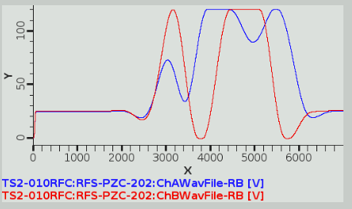 100
50
0
Y
0 1000 2000 3000 4000 5000 6000
X
TS2-010RFC:RFS-PZC-202:ChAWavFile-RB [V]
TS2-010RFC:RFS-PZC-202:ChBWavFile-RB [V]